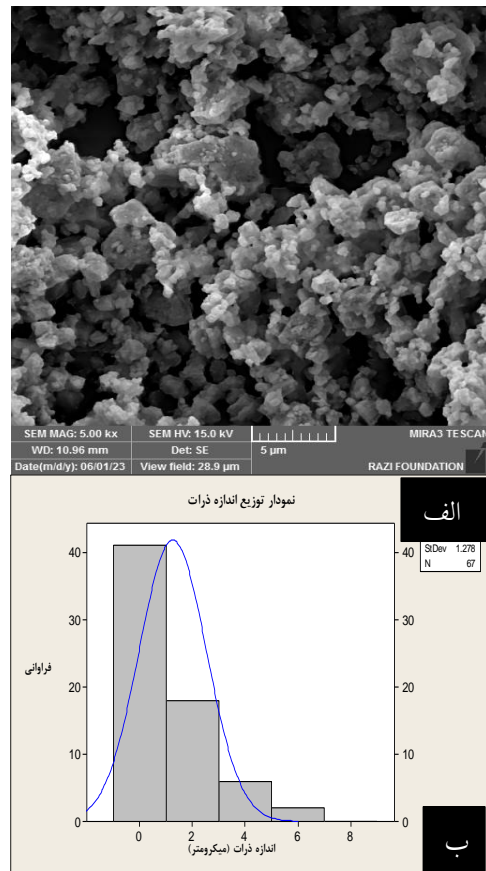 SEM MAG: 5.00 kx SEM HV: 15.0 kV MIRA3 TESCAN
WD: 10.96 mm Det: SE 5 µm
Date(m/d/y): 06/01/23 View field: 28.9 µm RAZI FOUNDATION
الف
نمودار توزیع اندازه ذرات
StDev 1.278
N 67
40 40
30 30
20 20
10 10
0 0
فراوانی
0 2 4 6 8
اندازه ذرات (میکرومتر)
ب